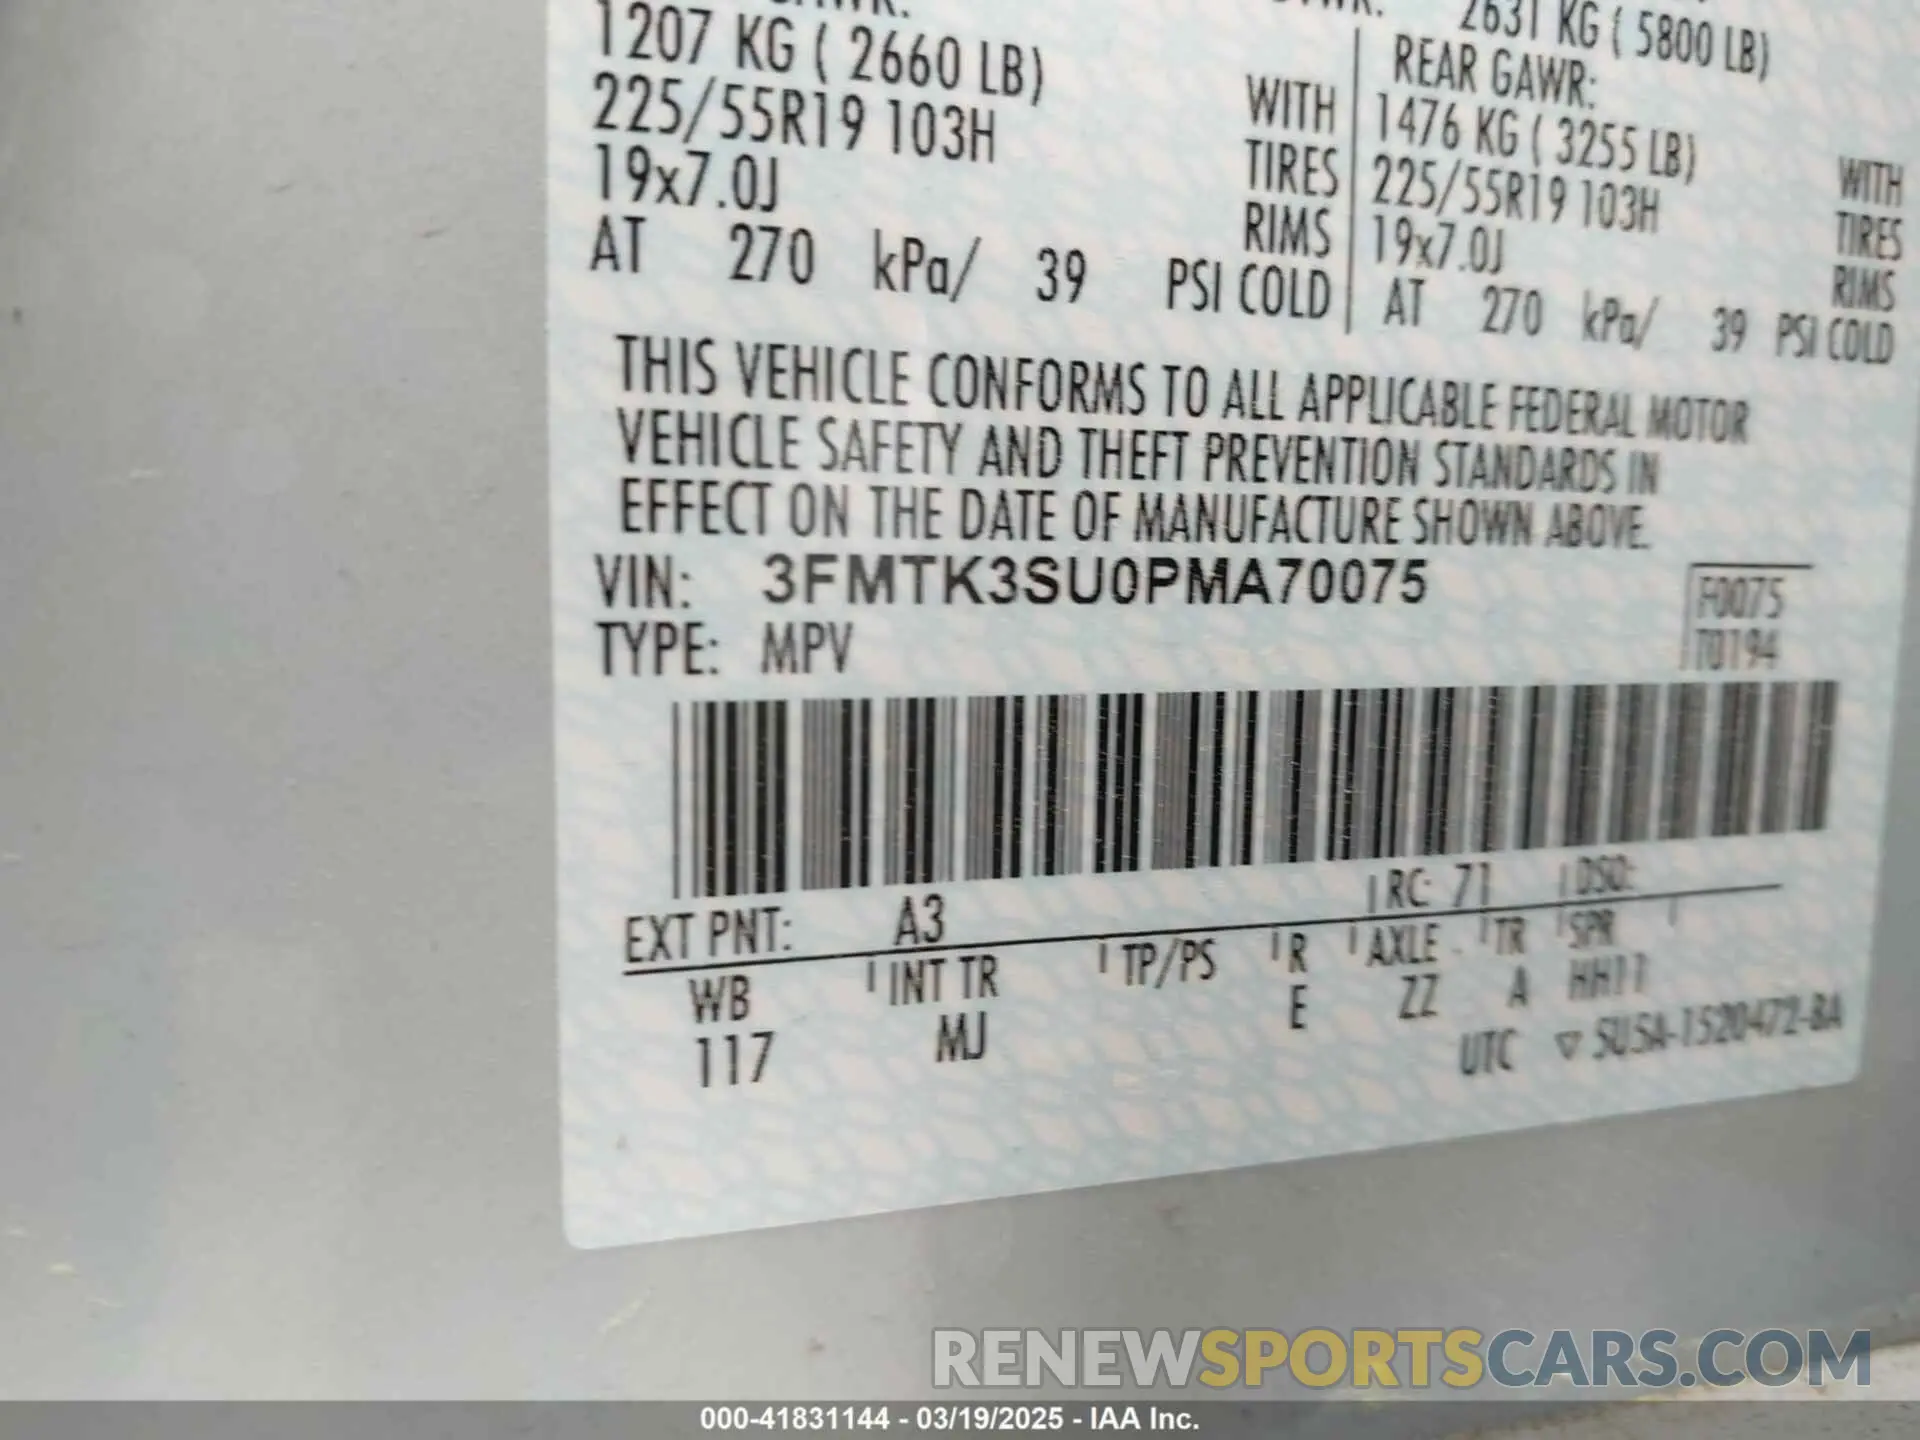 2631 KG ( 5800 LB)
1207 KG ( 2660 LB)
225/55R19 103H
19x7.0J
AT 270 kPa/ 39 PSI COLD
WITH
TIRES
RIMS
REAR GAWR:
1476 KG ( 3255 LB)
225/55R19 103H
19x7.0J
AT 270 kPa/ 39 PSI COLD
WITH
TIRES
RIMS
THIS VEHICLE CONFORMS TO ALL APPLICABLE FEDERAL MOTOR
VEHICLE SAFETY AND THEFT PREVENTION STANDARDS IN
EFFECT ON THE DATE OF MANUFACTURE SHOWN ABOVE.
VIN: 3FMTK3SU0PMA70075
F0075
TYPE: MPV
T0194
EXT PNT: A3 RC: 71 DSO:
WB INT TR TP/PS R AXLE TR SPR
117 MJ E ZZ A HH11
UTC ▽ SU5A-1520472-BA
RENEWSPORTSCARS.COM
000-41831144 - 03/19/2025 - IAA Inc.